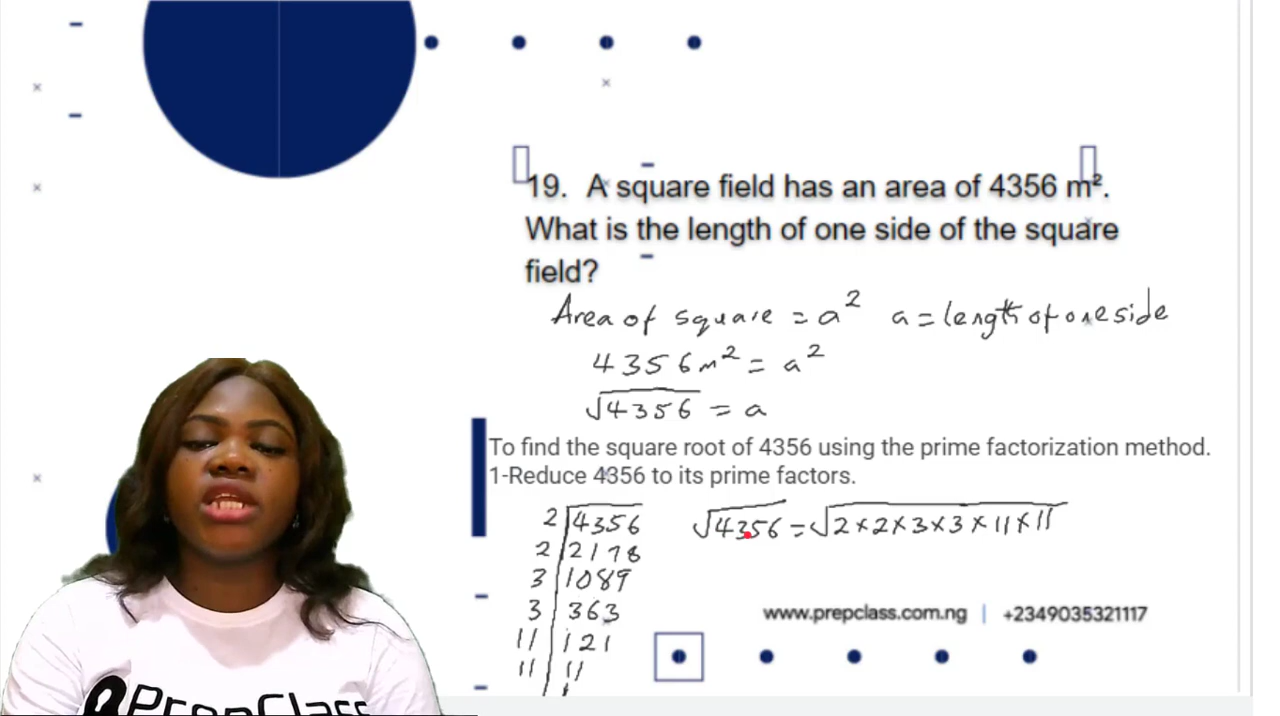 19. A square field has an area of 4356 m².
What is the length of one side of the square
field?
Area of square = a² a = length of one side
4356m² = a²
√4356 = a
To find the square root of 4356 using the prime factorization method.
1-Reduce 4356 to its prime factors.
2 | 4356 √4356 = √2×2×3×3×11×11
2 | 2178
3 | 1089
3 | 363
11 | 121
11 | 11
1
www.prepclass.com.ng | +2349035321117
PrepClass